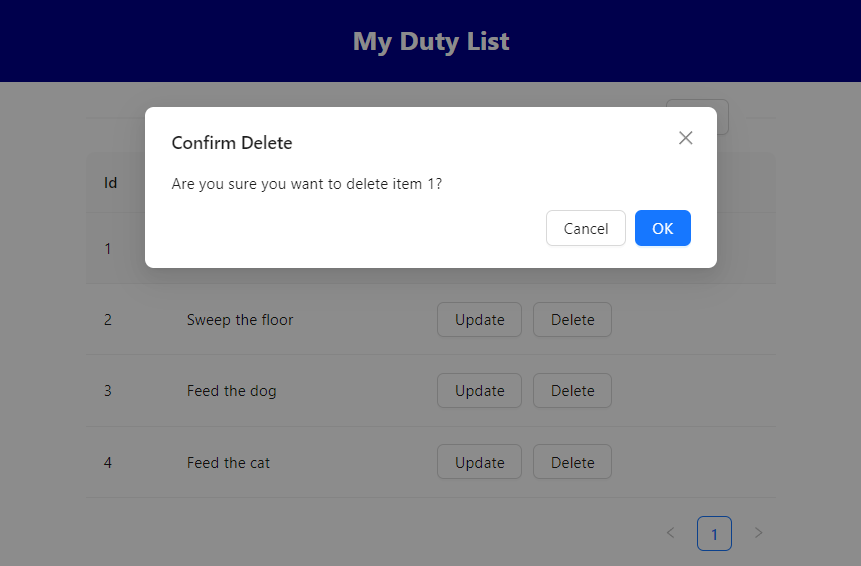 My Duty List
Confirm Delete
Are you sure you want to delete item 1?
Cancel OK
Id
1
2 Sweep the floor Update Delete
3 Feed the dog Update Delete
4 Feed the cat Update Delete
< 1 >